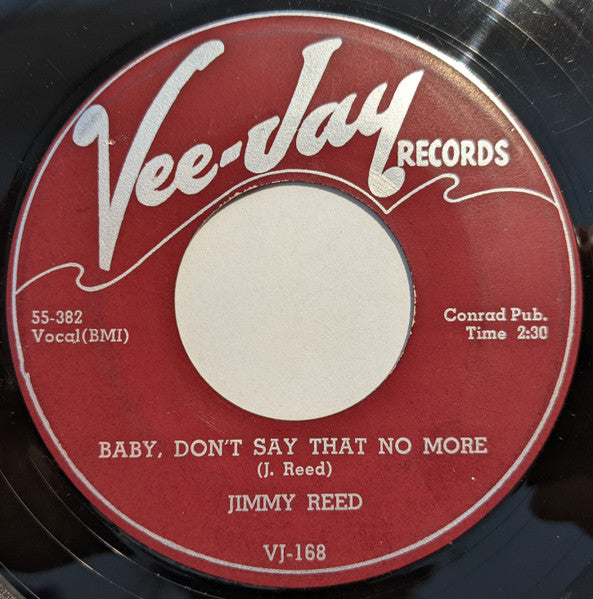 Vee-Jay
RECORDS
55-382
Vocal(BMI)
Conrad Pub.
Time 2:30
BABY, DON'T SAY THAT NO MORE
(J. Reed)
JIMMY REED
VJ-168